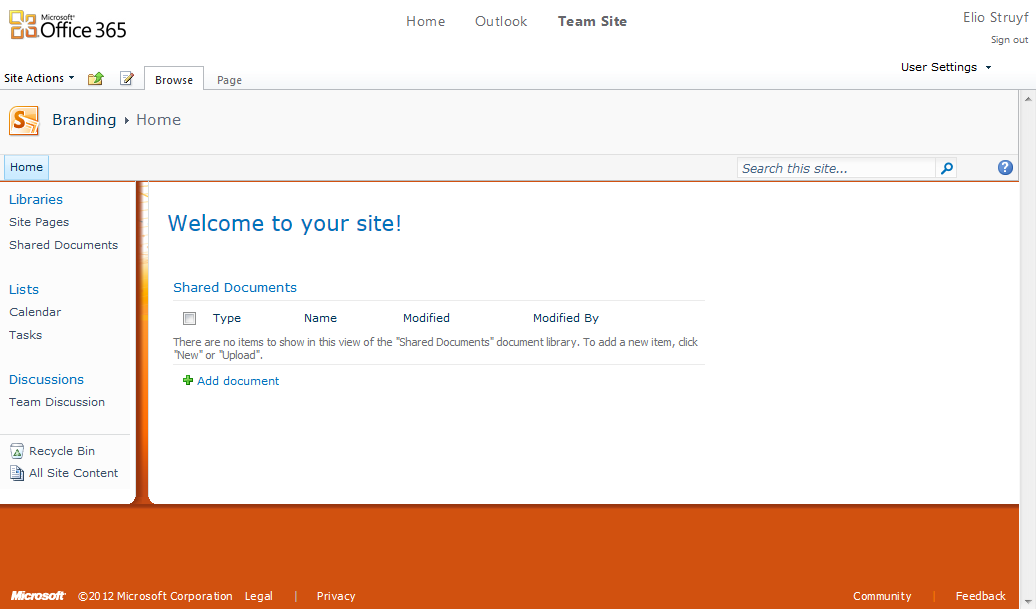 Microsoft®
Office 365
Home Outlook Team Site
Elio Struyf
Sign out
Site Actions
Browse Page
User Settings
Branding Home
Home
Search this site...
Libraries
Site Pages
Shared Documents
Lists
Calendar
Tasks
Discussions
Team Discussion
Recycle Bin
All Site Content
Welcome to your site!
Shared Documents
Type Name Modified Modified By
There are no items to show in this view of the "Shared Documents" document library. To add a new item, click
"New" or "Upload".
Add document
Microsoft ©2012 Microsoft Corporation Legal | Privacy Community | Feedback